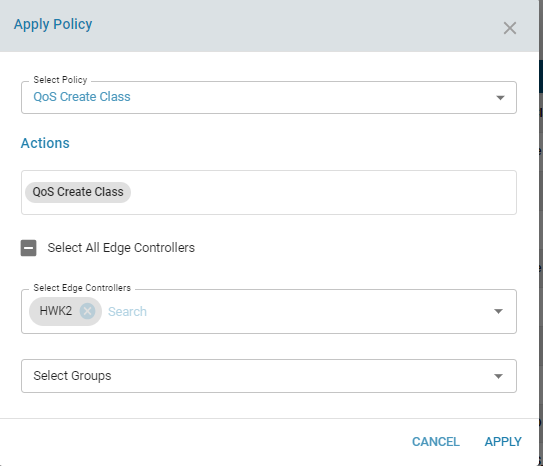 Apply Policy
Select Policy
QoS Create Class
Actions
QoS Create Class
Select All Edge Controllers
Select Edge Controllers
HWK2 Search
Select Groups
CANCEL APPLY